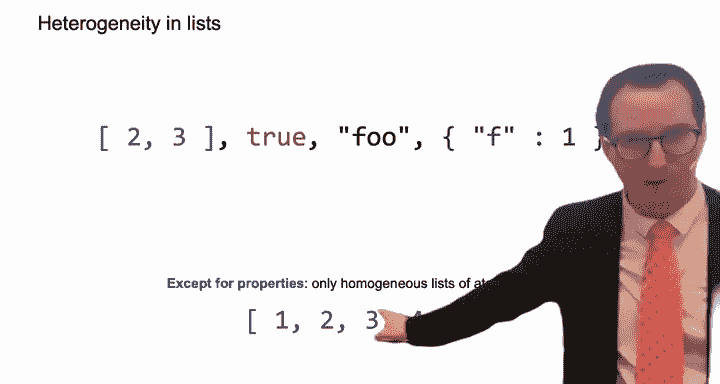 Heterogeneity in lists
[ 2, 3 ], true, "foo", { "f" : 1 }
Except for properties: only homogeneous lists of
[ 1, 2, 3